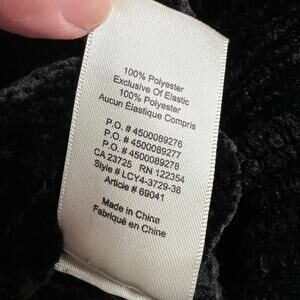 100% Polyester
Exclusive Of Elastic
100% Polyester
Aucun Élastique Compris
P.O. # 4500089276
P.O. # 4500089277
P.O. # 4500089278
CA 23725 RN 122354
Style # LCY4-3729-38
Article # 69041
Made in China
Fabriqué en Chine